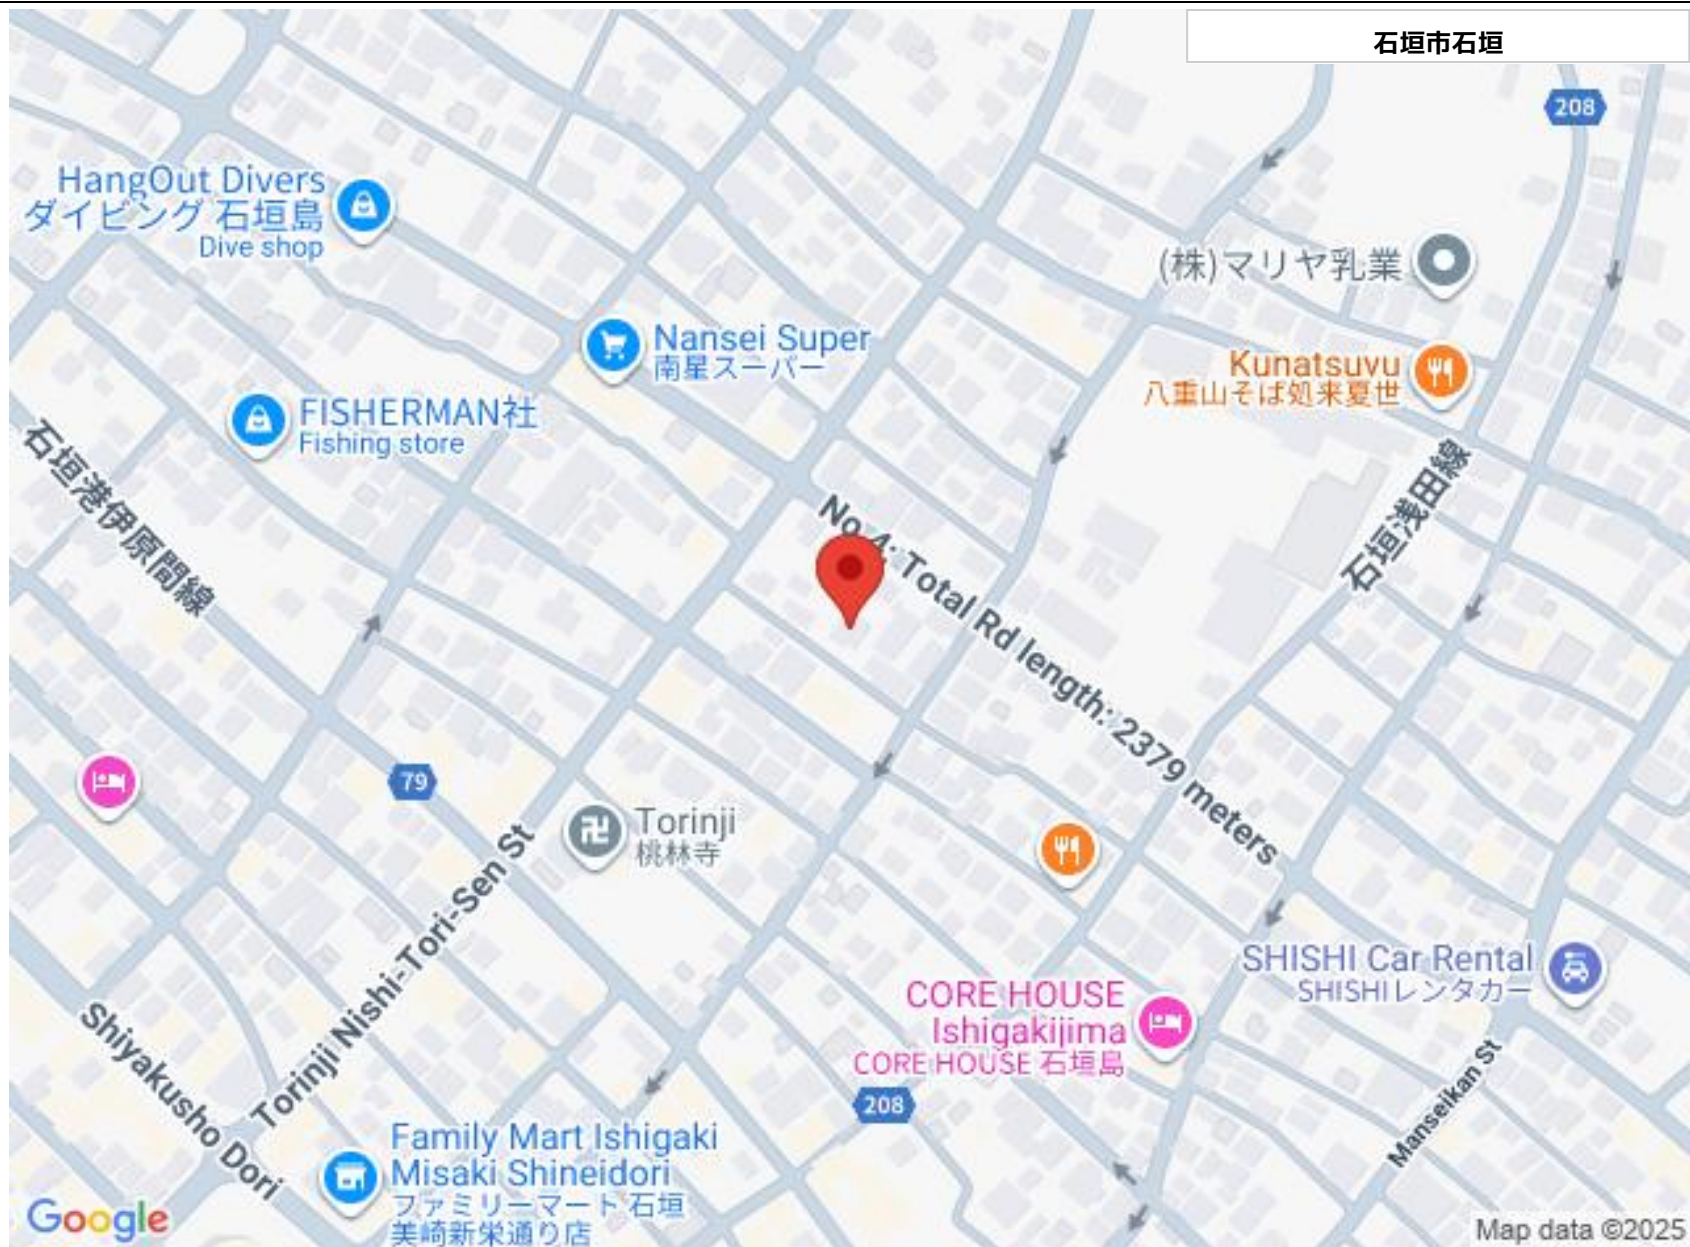 石垣市石垣
208
HangOut Divers
ダイビング 石垣島
Dive shop
(株)マリヤ乳業
Nansei Super
南星スーパー
Kunatsuvu
八重山そば処来夏世
FISHERMAN社
Fishing store
石垣港伊原間線
石垣浅田線
No.4: Total Rd length: 2379 meters
79
Torinji
桃林寺
Torinji Nishi-Tori-Sen St
SHISHI Car Rental
SHISHIレンタカー
CORE HOUSE
Ishigakijima
CORE HOUSE 石垣島
Shiyakusho Dori
208
Manseikan St
Family Mart Ishigaki
Misaki Shineidori
ファミリーマート 石垣
美崎新栄通り店
Google
Map data ©2025